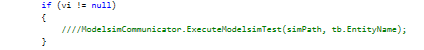 if (vi != null)
{
////ModelsimCommunicator.ExecuteModelsimTest(simPath, tb.EntityName);
}